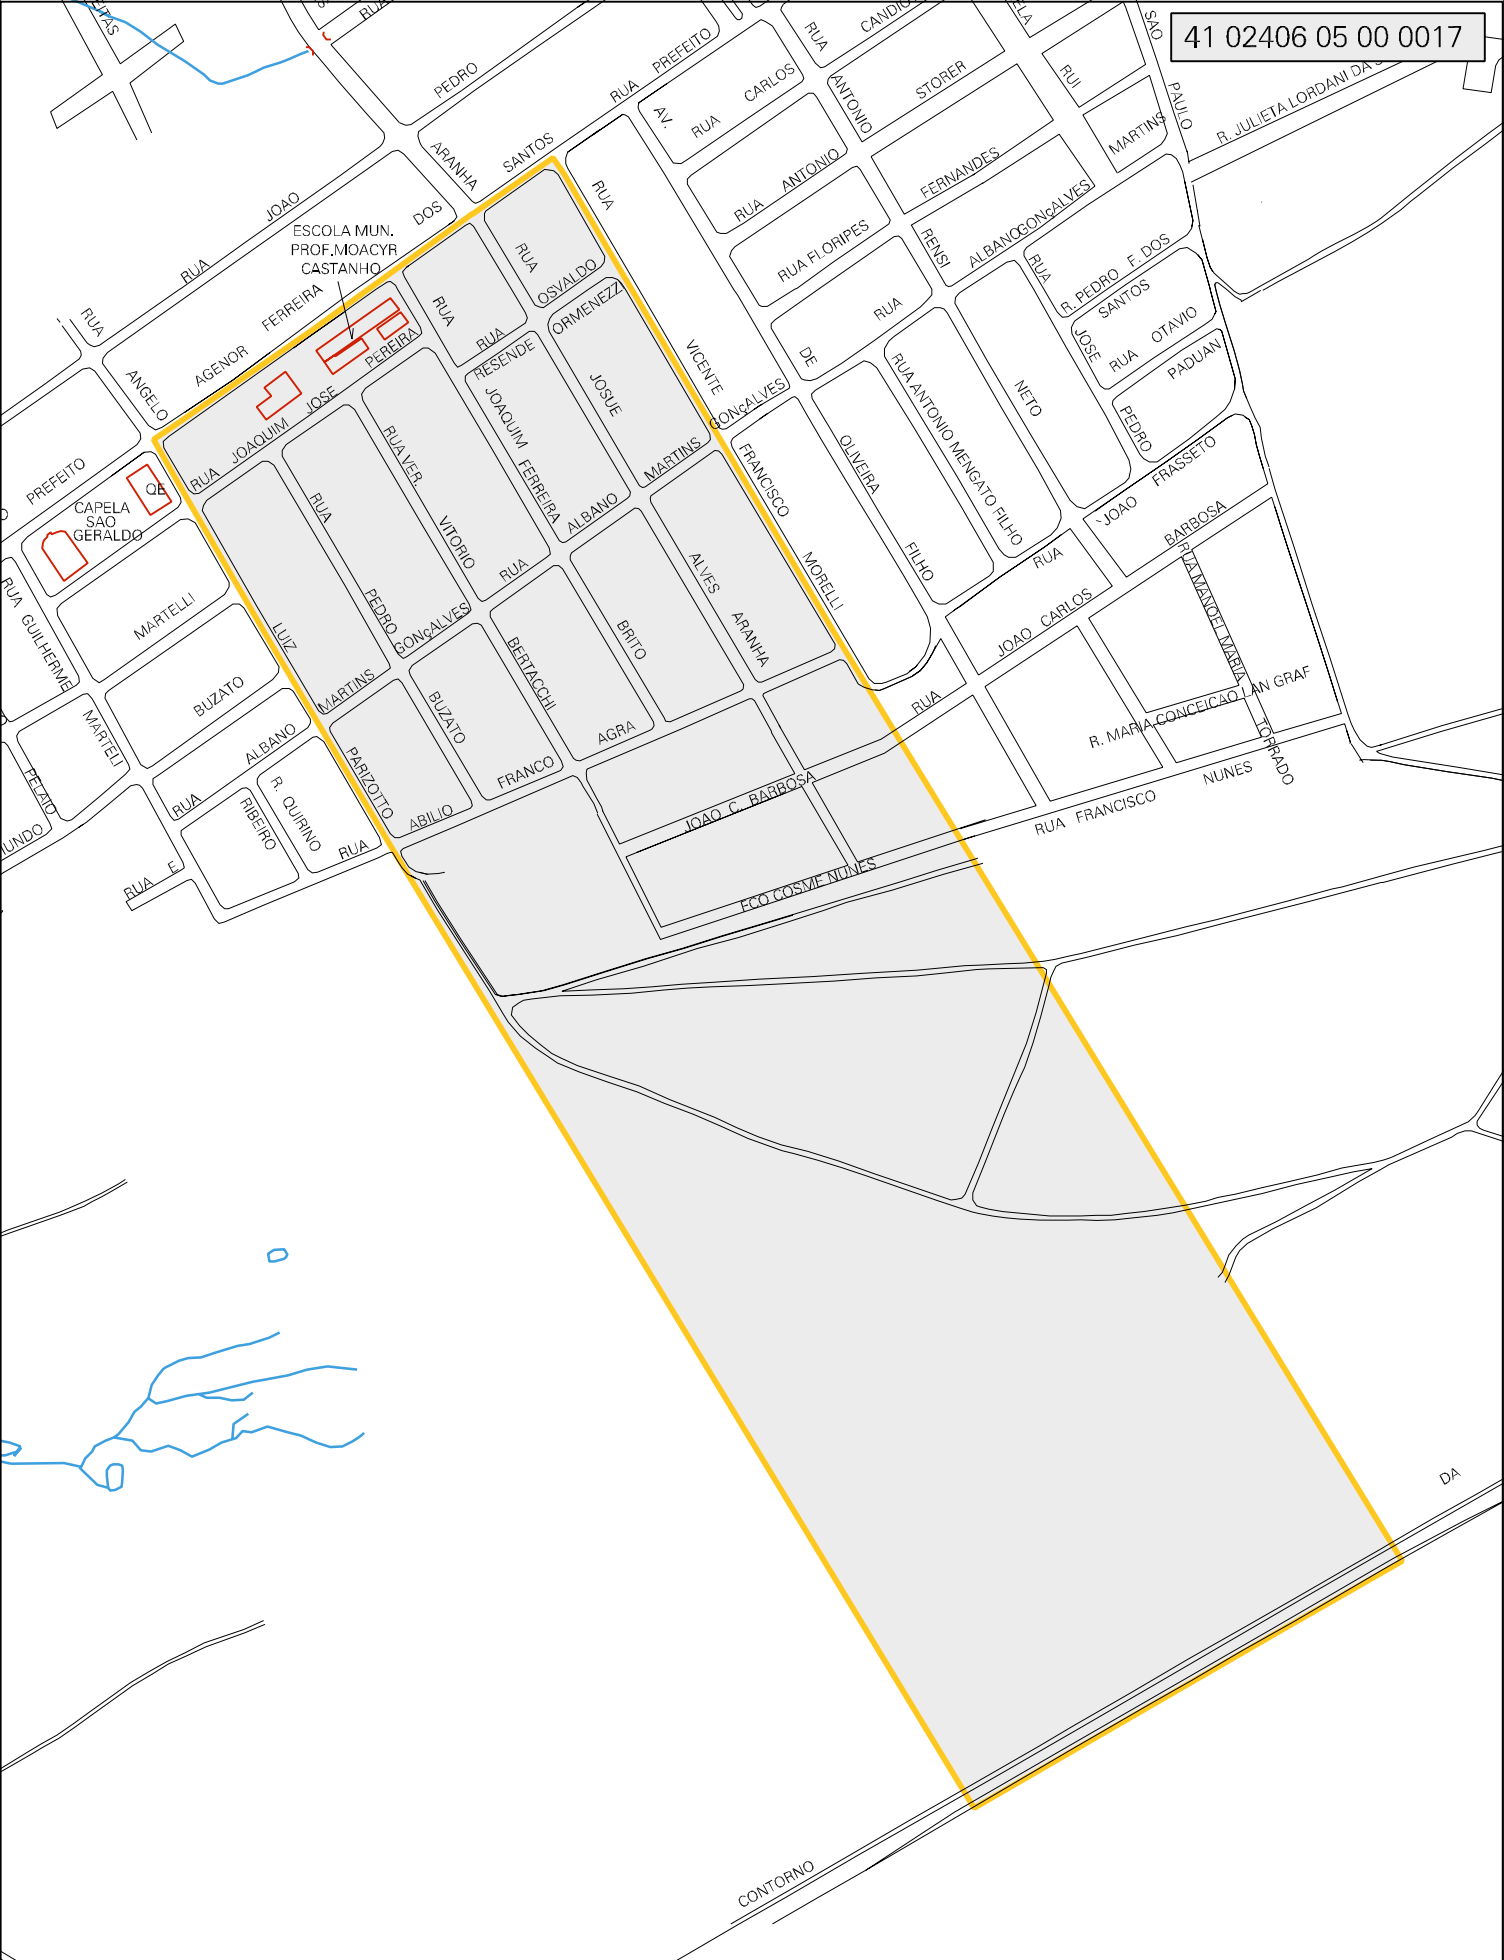 41 02406 05 00 0017
RUA
PEDRO
RUA
PREFEITO
RUA
CANDIO
SAO
PAULO
RUI
MARTINS
R. JULIETA LORDANI DA
ANTONIO
STORER
RUA
CARLOS
AV.
ARANHA
SANTOS
FERNANDES
RUA
ANTONIO
RUA
JOAO
DOS
ESCOLA MUN.
PROF.MOACYR
CASTANHO
RUA
RUA FLORIPES
RENSI
ALBANO
GONÇALVES
RUA
R. PEDRO F. DOS
SANTOS
RUA
OTAVIO
JOSE
PADUAN
PEDRO
FERREIRA
RUA
OSVALDO
ORMENEZZI
RUA
RUA
RESENDE
RUA
AGENOR
ANGELO
PEREIRA
JOSE
JOAQUIM
RUA
RUA
DE
VICENTE
GONÇALVES
JOSUE
JOAQUIM
FERREIRA
RUA ANTONIO MENGATO FILHO
NETO
JOAO
FRASSETO
BARBOSA
PREFEITO
QE
CAPELA
SAO
GERALDO
RUA
RUA VER.
VITORIO
MARTINS
ALBANO
FRANCISCO
OLIVEIRA
FILHO
RUA
JOAO CARLOS
RUA
RUA MANOEL MARIA
TORRADO
RUA GUILHERME
MARTELLI
PEDRO
GONÇALVES
RUA
ALVES
ARANHA
MORELLI
LUIZ
BERTACCHI
BRITO
MARTINS
BUZATO
BUZATO
MARTELI
R. MARIA CONCEICAO LAN GRAF
ALBANO
RUA
PARIZOTTO
ABILIO
FRANCO
AGRA
PELAIO
R. QUIRINO
RIBEIRO
RUA
RUA
E.
JOAO C. BARBOSA
FCO COSME NUNES
RUA
FRANCISCO
NUNES
DA
CONTORNO